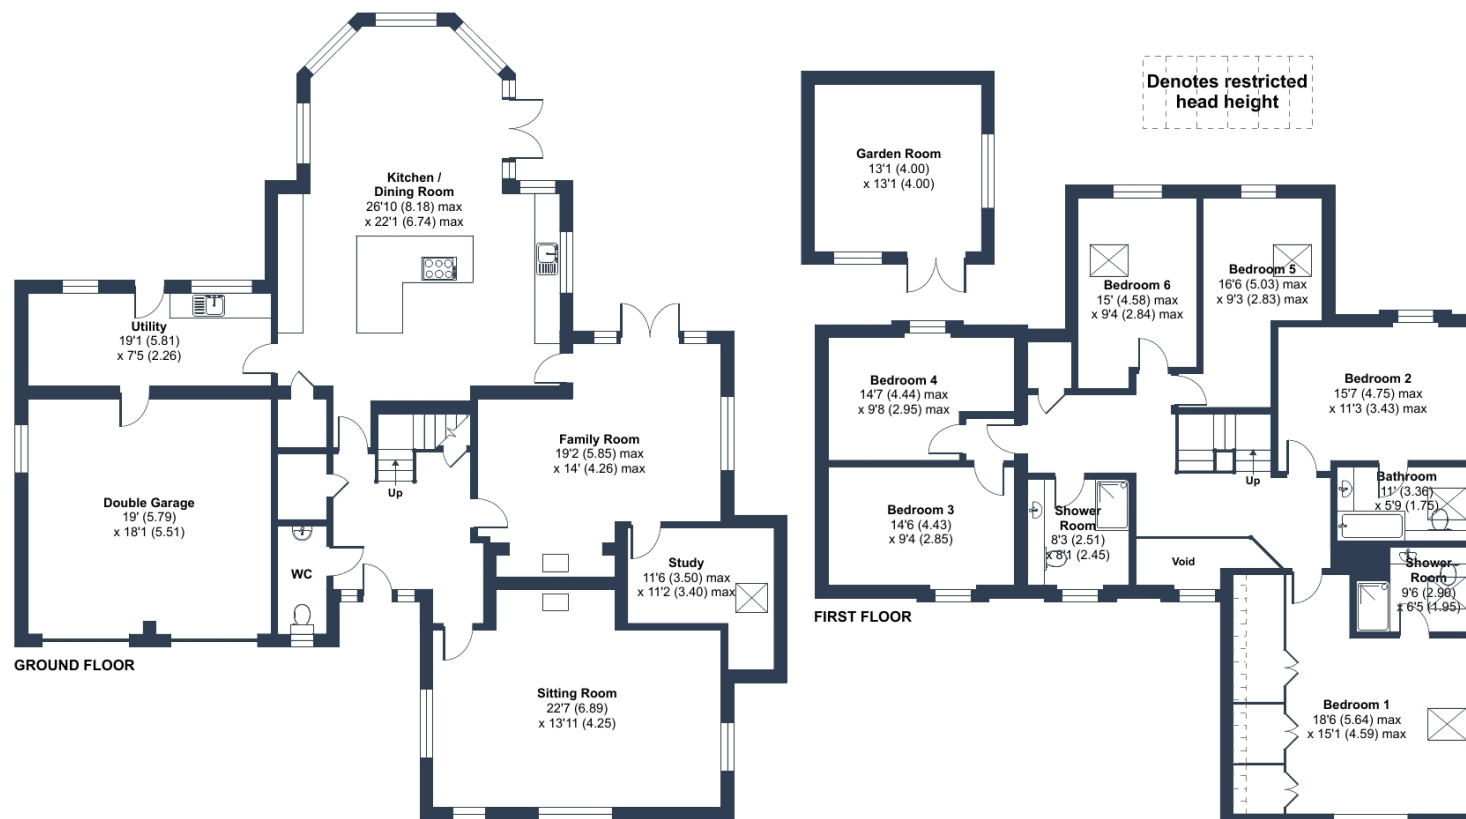 Kitchen /
Dining Room
26'10 (8.18) max
x 22'1 (6.74) max
Utility
19'1 (5.81)
x 7'5 (2.26)
Double Garage
19' (5.79)
x 18'1 (5.51)
WC
Up
Family Room
19'2 (5.85) max
x 14' (4.26) max
Study
11'6 (3.50) max
x 11'2 (3.40) max
Sitting Room
22'7 (6.89)
x 13'11 (4.25)
GROUND FLOOR
Garden Room
13'1 (4.00)
x 13'1 (4.00)
Denotes restricted
head height
Bedroom 6
15' (4.58) max
x 9'4 (2.84) max
Bedroom 5
16'6 (5.03) max
x 9'3 (2.83) max
Bedroom 4
14'7 (4.44) max
x 9'8 (2.95) max
Bedroom 2
15'7 (4.75) max
x 11'3 (3.43) max
Up
Bedroom 3
14'6 (4.43)
x 9'4 (2.85)
Shower
Room
8'3 (2.51)
x 8'1 (2.45)
Bathroom
11' (3.36)
x 5'9 (1.75)
Void
Shower
Room
9'6 (2.90)
x 6'5 (1.95)
FIRST FLOOR
Bedroom 1
18'6 (5.64) max
x 15'1 (4.59) max